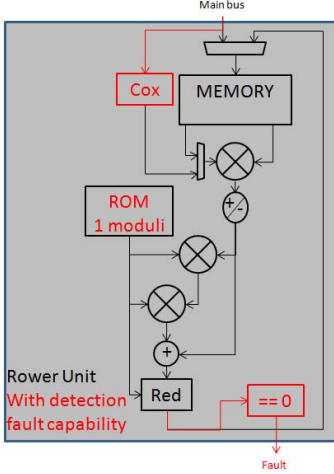 Main bus
Cox
MEMORY
+
-
ROM
1 moduli
+
Rower Unit
With detection
fault capability
Red
== 0
Fault